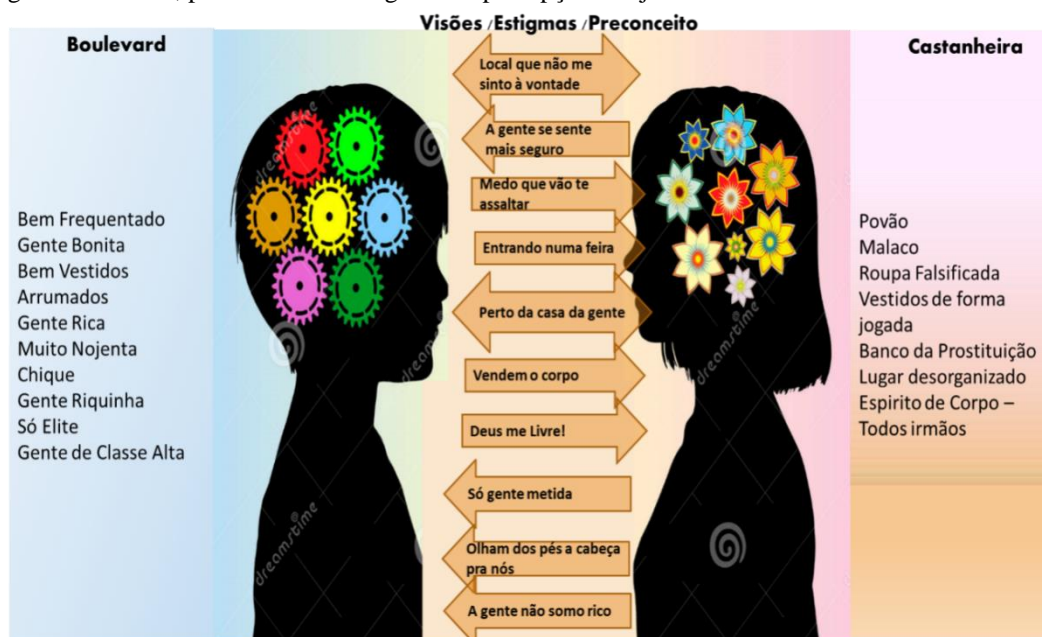 Visões /Estigmas /Preconceito
Boulevard
Bem Frequentado
Gente Bonita
Bem Vestidos
Arrumados
Gente Rica
Muito Nojenta
Chique
Gente Riquinha
Só Elite
Gente de Classe Alta
Local que não me
sinto à vontade
A gente se sente
mais seguro
Medo que vão te
assaltar
Entrando numa feira
Perto da casa da gente
Vendem o corpo
Deus me Livre!
Só gente metida
Olham dos pés a cabeça
pra nós
A gente não somo rico
Castanheira
Povão
Malaco
Roupa Falsificada
Vestidos de forma
jogada
Banco da Prostituição
Lugar desorganizado
Espirito de Corpo –
Todos irmãos
dreamstime
dreamstime
dreamstime
dreamstime